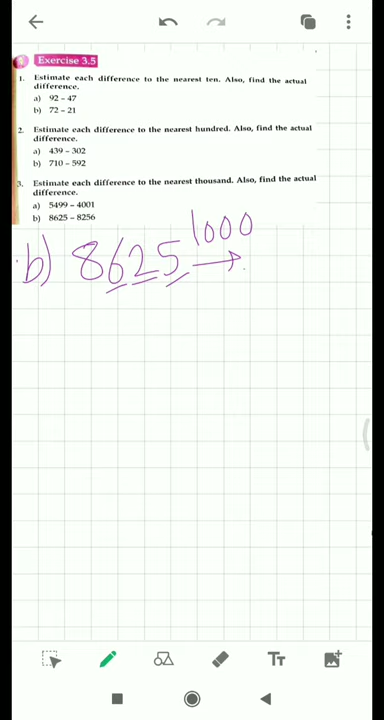 Exercise 3.5
1. Estimate each difference to the nearest ten. Also, find the actual
difference.
a) 92 – 47
b) 72 – 21
2. Estimate each difference to the nearest hundred. Also, find the actual
difference.
a) 439 – 302
b) 710 – 592
3. Estimate each difference to the nearest thousand. Also, find the actual
difference.
a) 5499 – 4001
b) 8625 – 8256
1000
b) 8625 →
TT